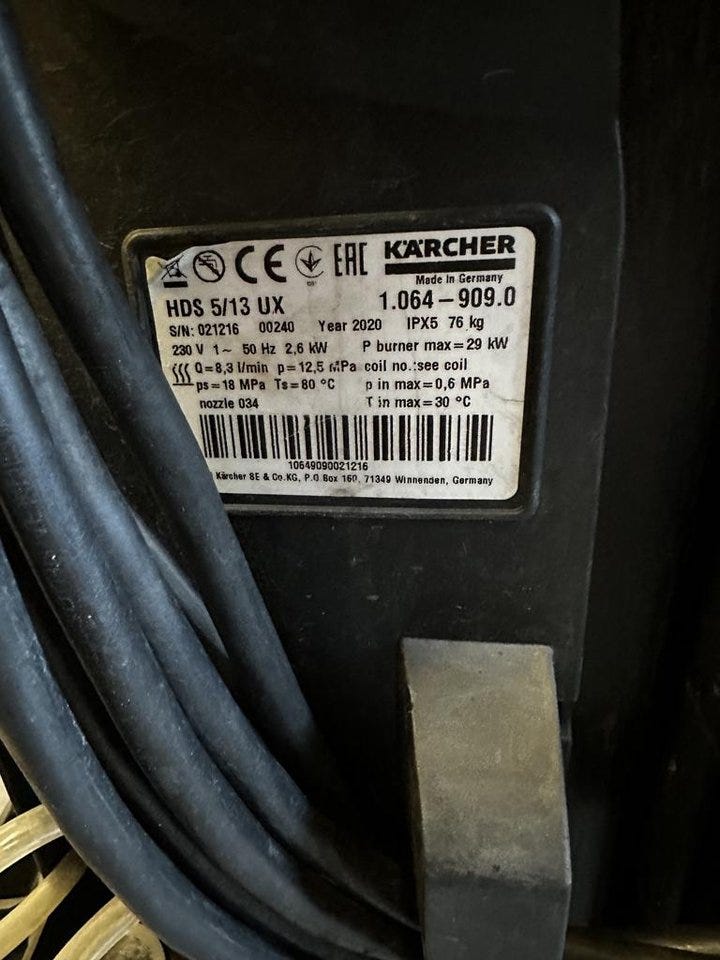 CE EAC KÄRCHER
Made in Germany
HDS 5/13 UX 1.064-909.0
S/N: 021216 00240 Year 2020 IPX5 76 kg
230 V 1~ 50 Hz 2,6 kW P burner max=29 kW
Q=8,3 l/min p=12,5 MPa coil no.:see coil
ps=18 MPa Ts=80 °C p in max=0,6 MPa
nozzle 034 T in max=30 °C
10649090021216
Kärcher SE & Co.KG, P.O.Box 160, 71349 Winnenden, Germany